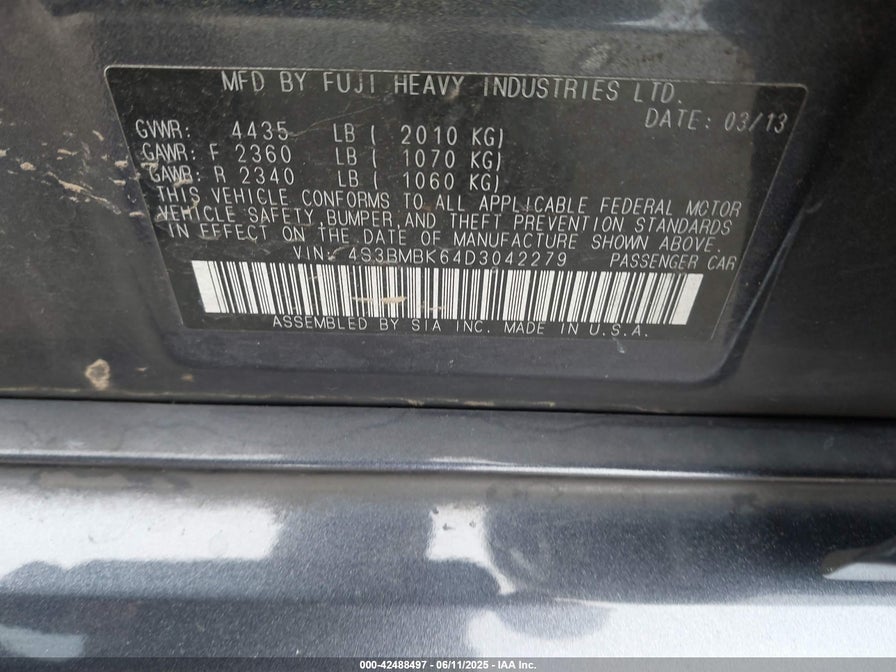 MFD BY FUJI HEAVY INDUSTRIES LTD.
DATE: 03/13
GVWR: 4435 LB ( 2010 KG)
GAWR: F 2360 LB ( 1070 KG)
GAWR: R 2340 LB ( 1060 KG)
THIS VEHICLE CONFORMS TO ALL APPLICABLE FEDERAL MOTOR
VEHICLE SAFETY, BUMPER AND THEFT PREVENTION STANDARDS
IN EFFECT ON THE DATE OF MANUFACTURE SHOWN ABOVE.
VIN: 4S3BMBK64D3042279 PASSENGER CAR
ASSEMBLED BY SIA INC. MADE IN U.S.A.
000-42488497 - 06/11/2025 - IAA Inc.